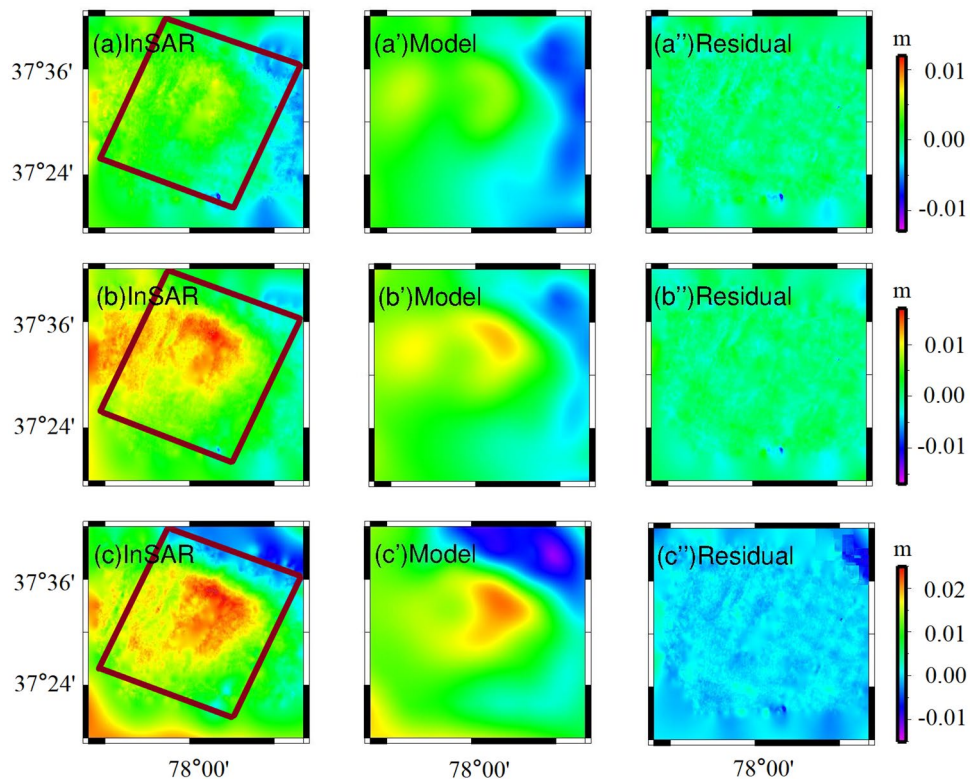 (a)InSAR (a')Model (a'')Residual m
37°36' 0.01
0.00
37°24' -0.01
(b)InSAR (b')Model (b'')Residual m
37°36' 0.01
0.00
37°24' -0.01
(c)InSAR (c')Model (c'')Residual m
37°36' 0.02
0.01
37°24' 0.00
-0.01
78°00' 78°00' 78°00'